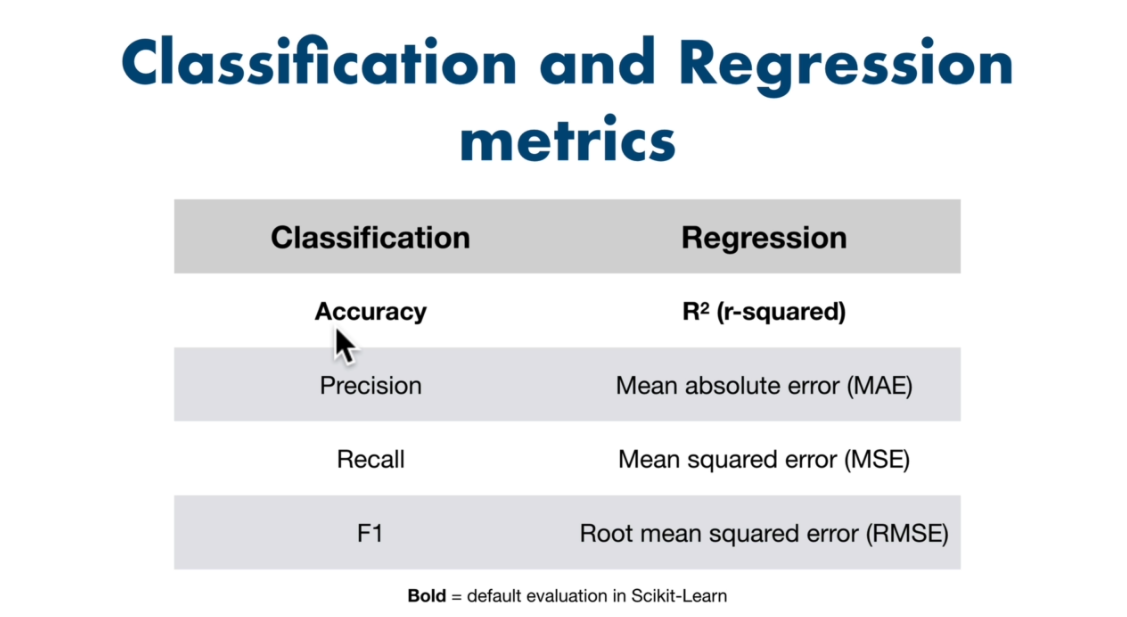 Classification and Regression
metrics
Classification Regression
Accuracy R² (r-squared)
Precision Mean absolute error (MAE)
Recall Mean squared error (MSE)
F1 Root mean squared error (RMSE)
Bold = default evaluation in Scikit-Learn